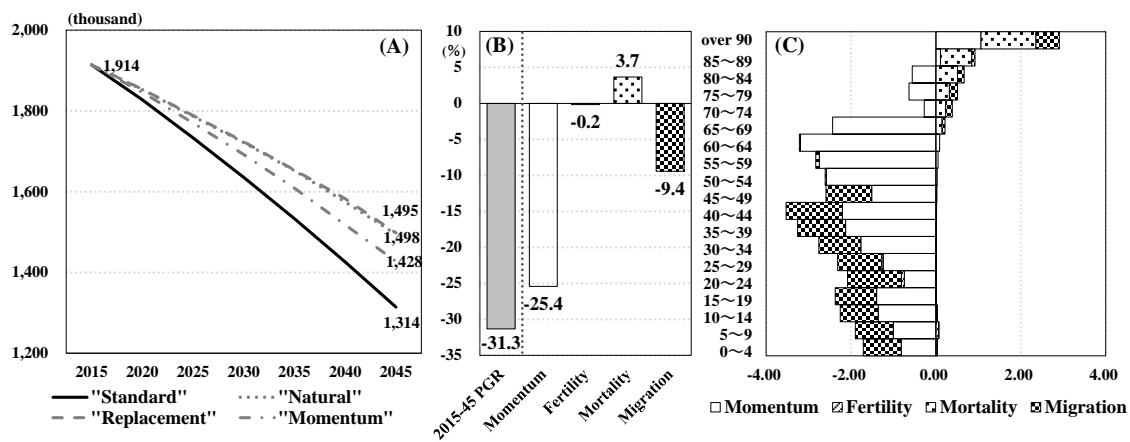 (thousand)
2,000
1,800
1,600
1,400
1,200
(A)
1,914
1,495
1,498
1,428
1,314
2015 2020 2025 2030 2035 2040 2045
"Standard" "Natural"
"Replacement" "Momentum"
10
(%)
5
0
-5
-10
-15
-20
-25
-30
-35
(B)
3.7
-0.2
-9.4
-25.4
-31.3
2015-45 PGR
Momentum
Fertility
Mortality
Migration
(C)
over 90
85～89
80～84
75～79
70～74
65～69
60～64
55～59
50～54
45～49
40～44
35～39
30～34
25～29
20～24
15～19
10～14
5～9
0～4
-4.00 -2.00 0.00 2.00 4.00
Momentum Fertility Mortality Migration